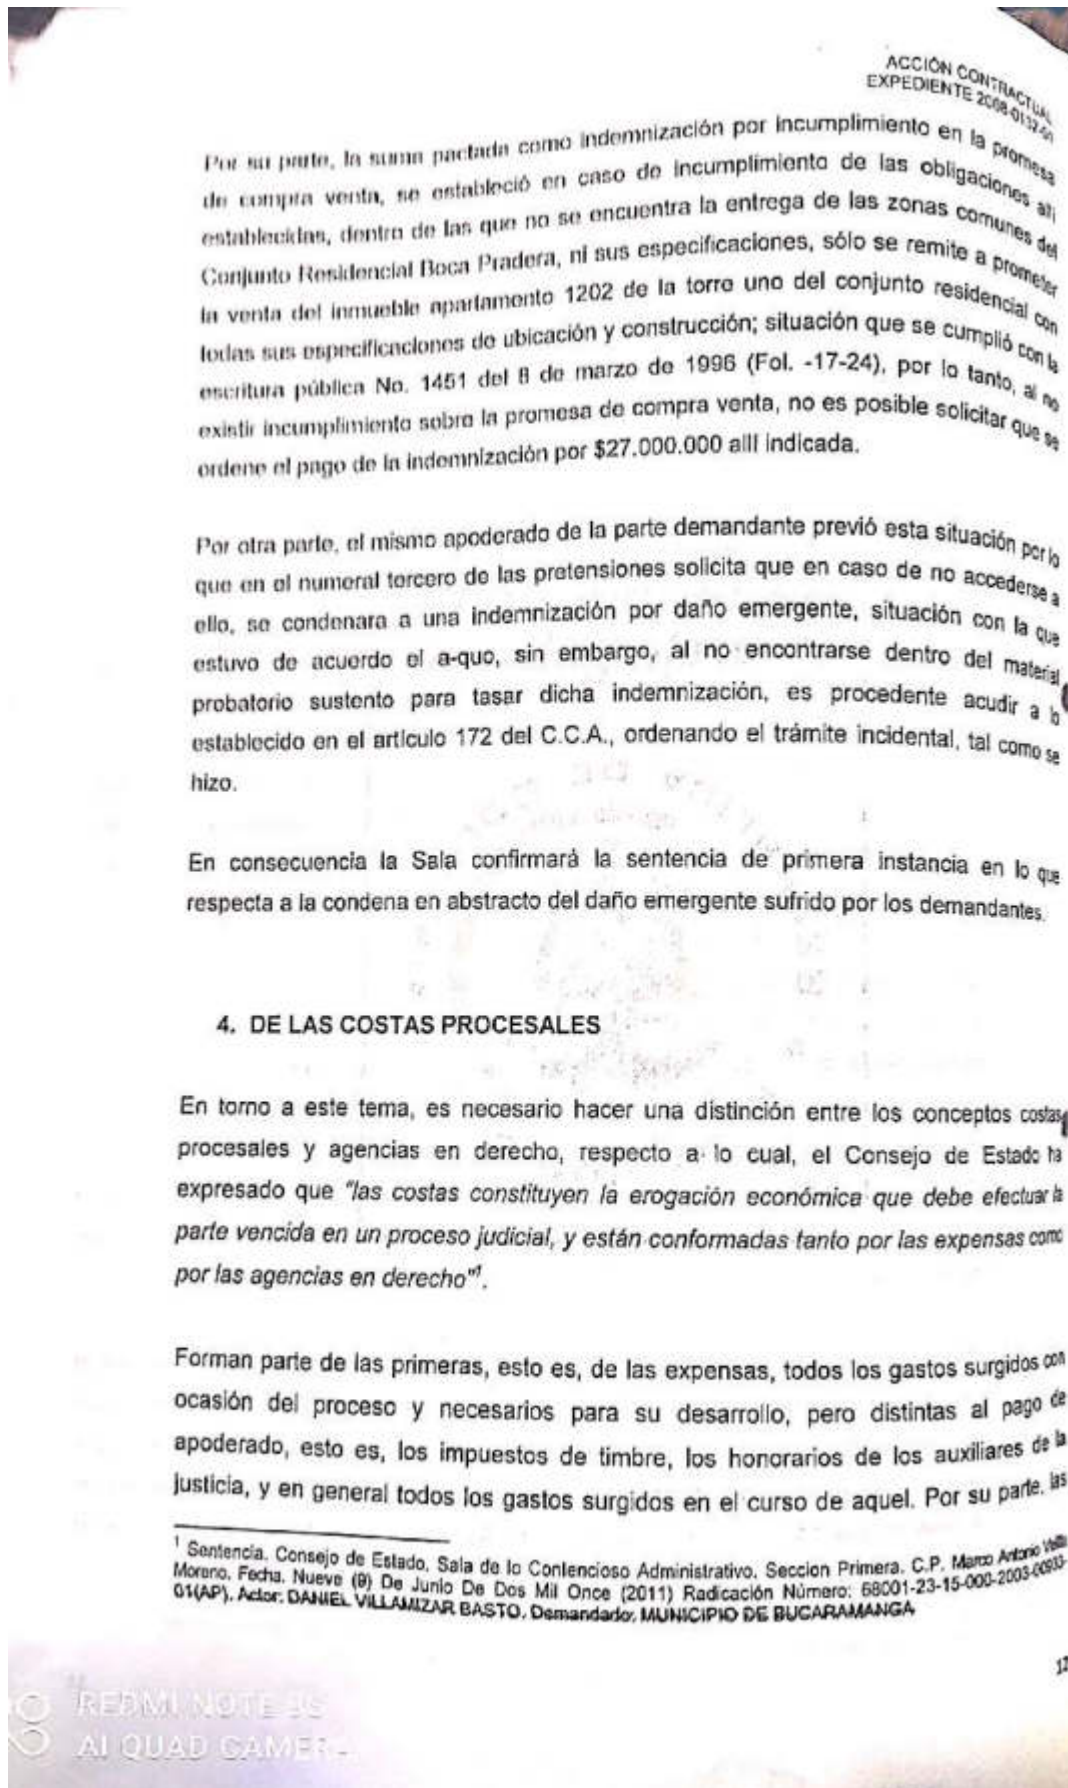 ACCIÓN CONTRACTUAL
EXPEDIENTE 2008-0132-01
Por su parte, la suma pactada como indemnización por incumplimiento en la promesa
de compra venta, se estableció en caso de incumplimiento de las obligaciones allí
establecidas, dentro de las que no se encuentra la entrega de las zonas comunes del
Conjunto Residencial Boca Pradera, ni sus especificaciones, sólo se remite a prometer
la venta del inmueble apartamento 1202 de la torre uno del conjunto residencial con
todas sus especificaciones de ubicación y construcción; situación que se cumplió con la
escritura pública No. 1451 del 8 de marzo de 1996 (Fol. -17-24), por lo tanto, al no
existir incumplimiento sobre la promesa de compra venta, no es posible solicitar que se
ordene el pago de la indemnización por $27.000.000 allí indicada.
Por otra parte, el mismo apoderado de la parte demandante previó esta situación por lo
que en el numeral tercero de las pretensiones solicita que en caso de no accederse a
ello, se condenara a una indemnización por daño emergente, situación con la que
estuvo de acuerdo el a-quo, sin embargo, al no encontrarse dentro del material
probatorio sustento para tasar dicha indemnización, es procedente acudir a lo
establecido en el artículo 172 del C.C.A., ordenando el trámite incidental, tal como se
hizo.
En consecuencia la Sala confirmará la sentencia de primera instancia en lo que
respecta a la condena en abstracto del daño emergente sufrido por los demandantes.
4. DE LAS COSTAS PROCESALES
En torno a este tema, es necesario hacer una distinción entre los conceptos costas
procesales y agencias en derecho, respecto a lo cual, el Consejo de Estado ha
expresado que "las costas constituyen la erogación económica que debe efectuar la
parte vencida en un proceso judicial, y están conformadas tanto por las expensas como
por las agencias en derecho"¹.
Forman parte de las primeras, esto es, de las expensas, todos los gastos surgidos con
ocasión del proceso y necesarios para su desarrollo, pero distintas al pago de
apoderado, esto es, los impuestos de timbre, los honorarios de los auxiliares de la
justicia, y en general todos los gastos surgidos en el curso de aquel. Por su parte, las
¹ Sentencia. Consejo de Estado, Sala de lo Contencioso Administrativo. Seccion Primera. C.P. Marco Antonio Velilla
Moreno. Fecha. Nueve (9) De Junio De Dos Mil Once (2011) Radicación Número: 68001-23-15-000-2003-00933-
01(AP). Actor: DANIEL VILLAMIZAR BASTO. Demandado: MUNICIPIO DE BUCARAMANGA
12
REDMI NOTE
AI QUAD CAMERA